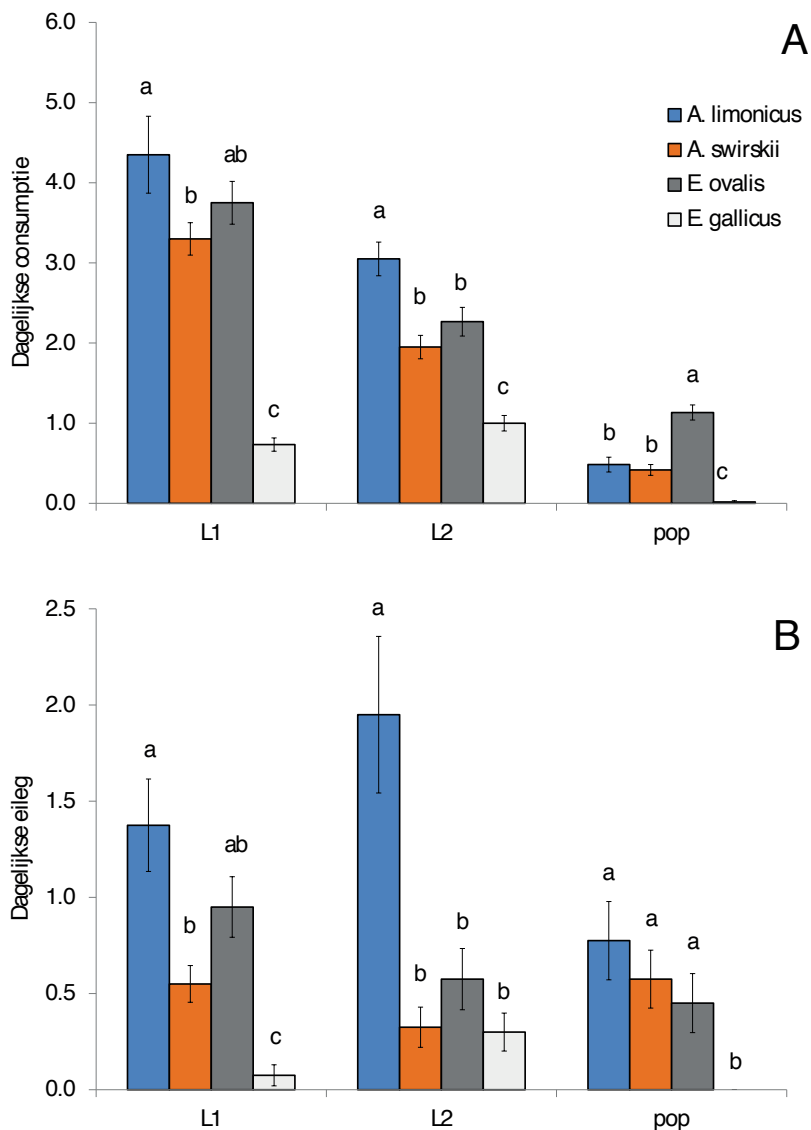 A
6.0
5.0
4.0
3.0
2.0
1.0
0.0
Dagelijkse consumptie
a
b
ab
c
a
b
b
c
b
b
a
c
A. limonicus
A. swirskii
E ovalis
E gallicus
L1
L2
pop
B
2.5
2.0
1.5
1.0
0.5
0.0
Dagelijkse eileg
a
b
ab
c
a
b
b
b
a
a
a
b
L1
L2
pop